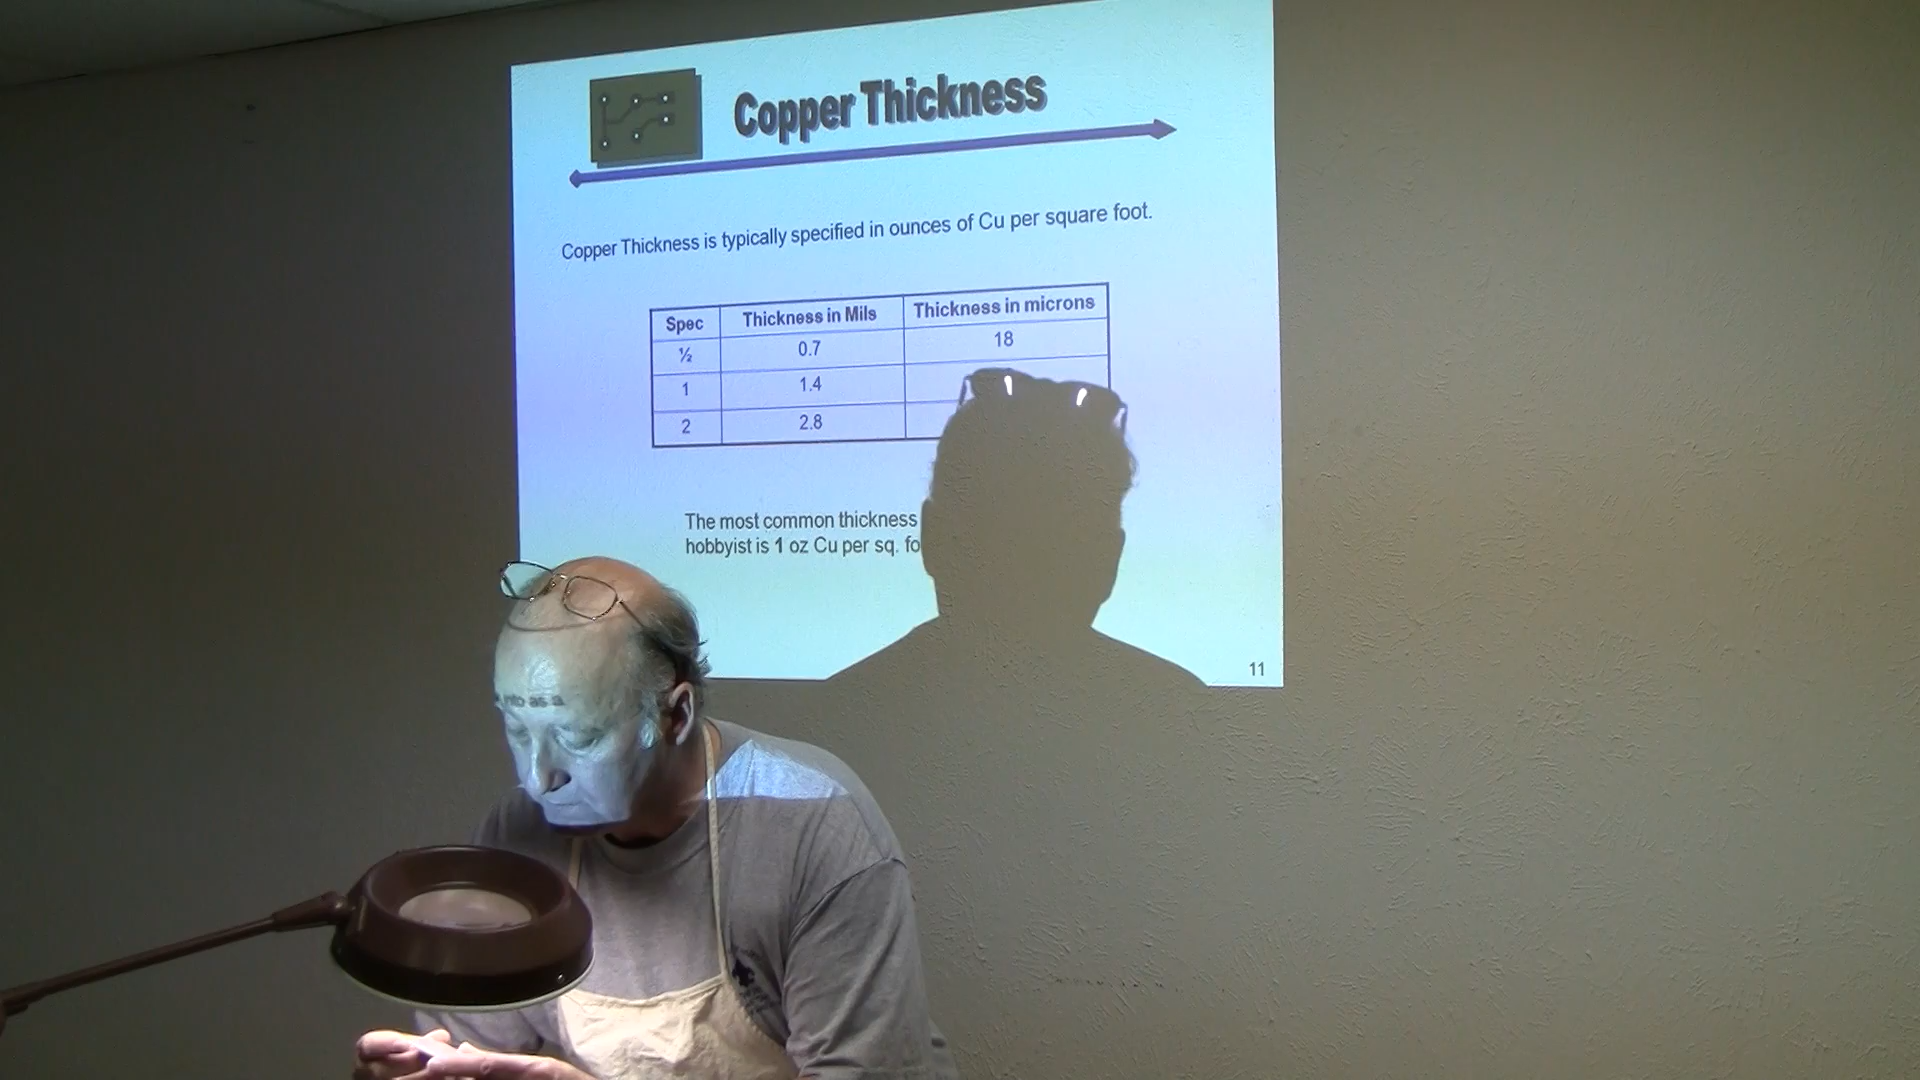 Copper Thickness
Copper Thickness is typically specified in ounces of Cu per square foot.
Spec Thickness in Mils Thickness in microns
½ 0.7 18
1 1.4
2 2.8
The most common thickness
hobbyist is 1 oz Cu per sq. fo
as a
11